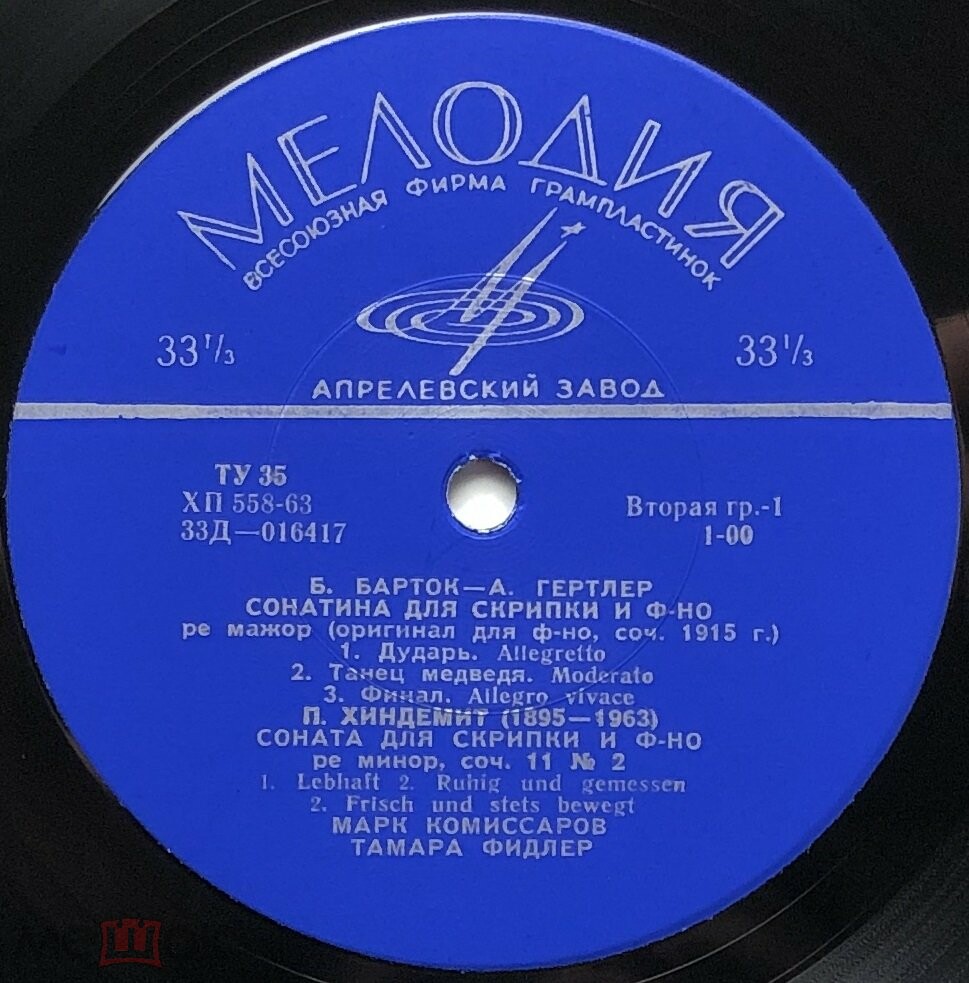 МЕЛОДИЯ
ВСЕСОЮЗНАЯ ФИРМА ГРАМПЛАСТИНОК
33 1/3
33 1/3
АПРЕЛЕВСКИЙ ЗАВОД
ТУ 35
ХП 558-63
33Д—016417
Вторая гр.-1
1-00
Б. БАРТОК—А. ГЕРТЛЕР
СОНАТИНА ДЛЯ СКРИПКИ И Ф-НО
ре мажор (оригинал для ф-но, соч. 1915 г.)
1. Дударь. Allegretto
2. Танец медведя. Moderato
3. Финал. Allegro vivace
П. ХИНДЕМИТ (1895—1963)
СОНАТА ДЛЯ СКРИПКИ И Ф-НО
ре минор, соч. 11 № 2
1. Lebhaft 2. Ruhig und gemessen
2. Frisch und stets bewegt
МАРК КОМИССАРОВ
ТАМАРА ФИДЛЕР